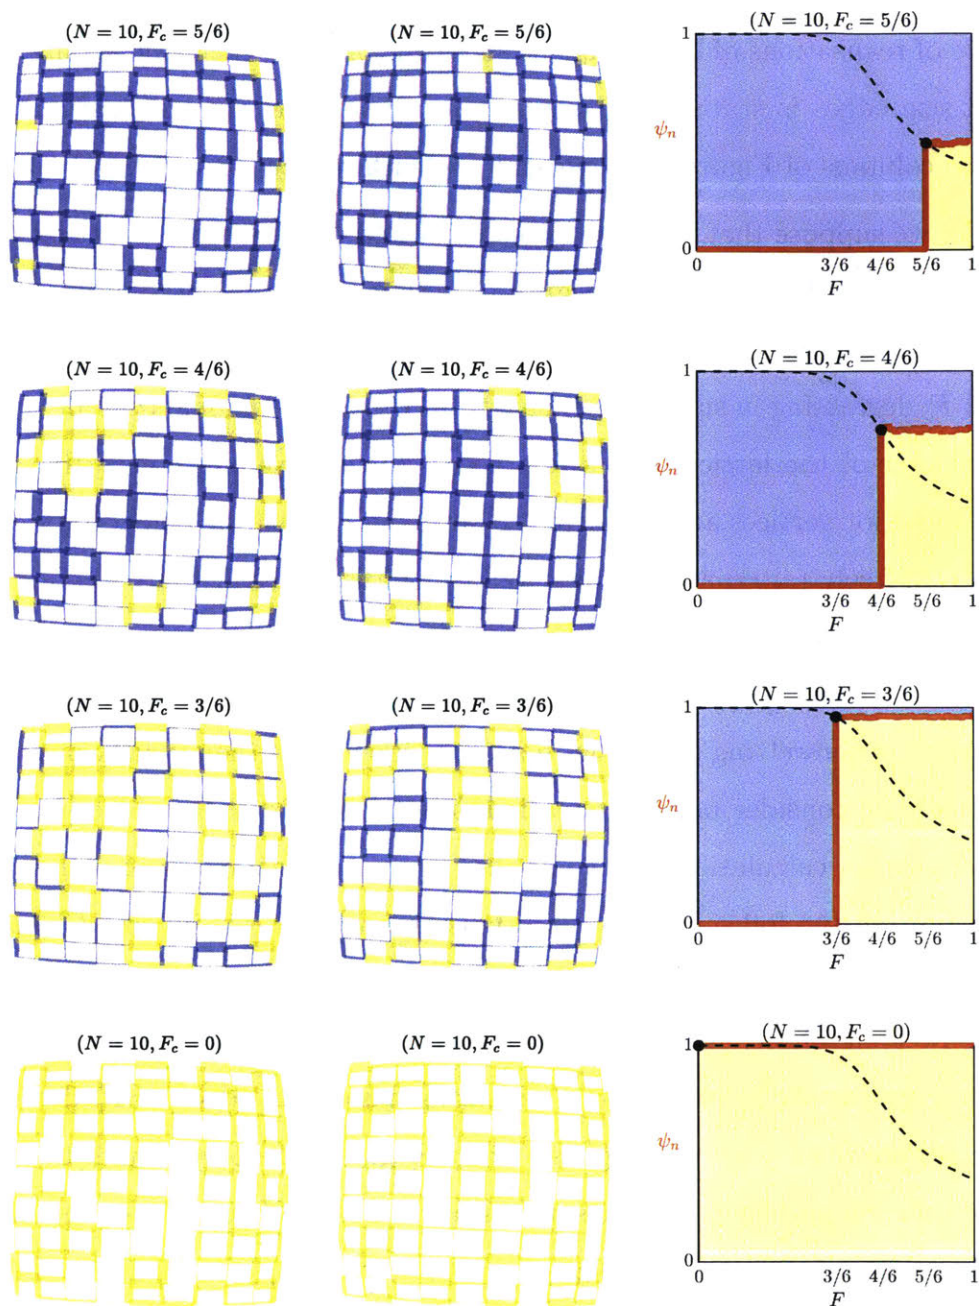 (N = 10, F_c = 5/6)
(N = 10, F_c = 5/6)
(N = 10, F_c = 5/6)
1
ψ_n
0
0 3/6 4/6 5/6 1
F
(N = 10, F_c = 4/6)
(N = 10, F_c = 4/6)
(N = 10, F_c = 4/6)
1
ψ_n
0
0 3/6 4/6 5/6 1
F
(N = 10, F_c = 3/6)
(N = 10, F_c = 3/6)
(N = 10, F_c = 3/6)
1
ψ_n
0
0 3/6 4/6 5/6 1
F
(N = 10, F_c = 0)
(N = 10, F_c = 0)
(N = 10, F_c = 0)
1
ψ_n
0
0 3/6 4/6 5/6 1
F